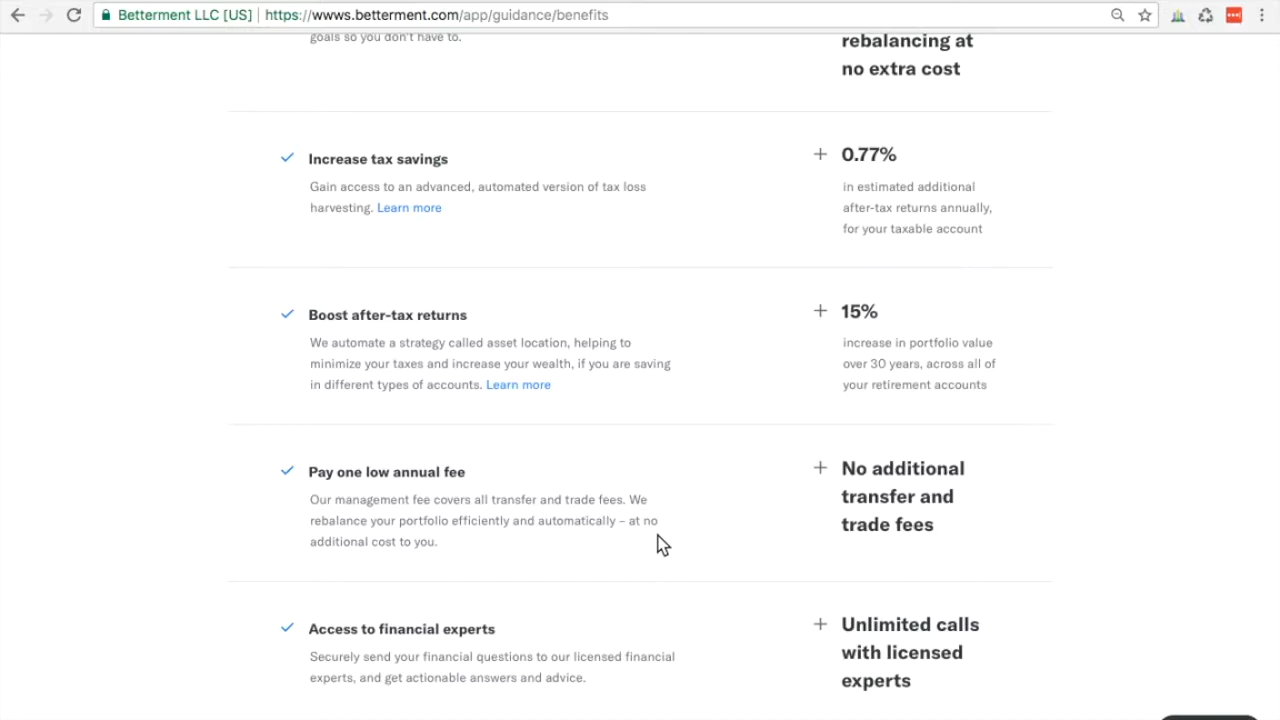 Betterment LLC [US] | https://wwws.betterment.com/app/guidance/benefits
goals so you don't have to.
rebalancing at
no extra cost
Increase tax savings
Gain access to an advanced, automated version of tax loss
harvesting. Learn more
+ 0.77%
in estimated additional
after-tax returns annually,
for your taxable account
Boost after-tax returns
We automate a strategy called asset location, helping to
minimize your taxes and increase your wealth, if you are saving
in different types of accounts. Learn more
+ 15%
increase in portfolio value
over 30 years, across all of
your retirement accounts
Pay one low annual fee
Our management fee covers all transfer and trade fees. We
rebalance your portfolio efficiently and automatically – at no
additional cost to you.
+ No additional
transfer and
trade fees
Access to financial experts
Securely send your financial questions to our licensed financial
experts, and get actionable answers and advice.
+ Unlimited calls
with licensed
experts